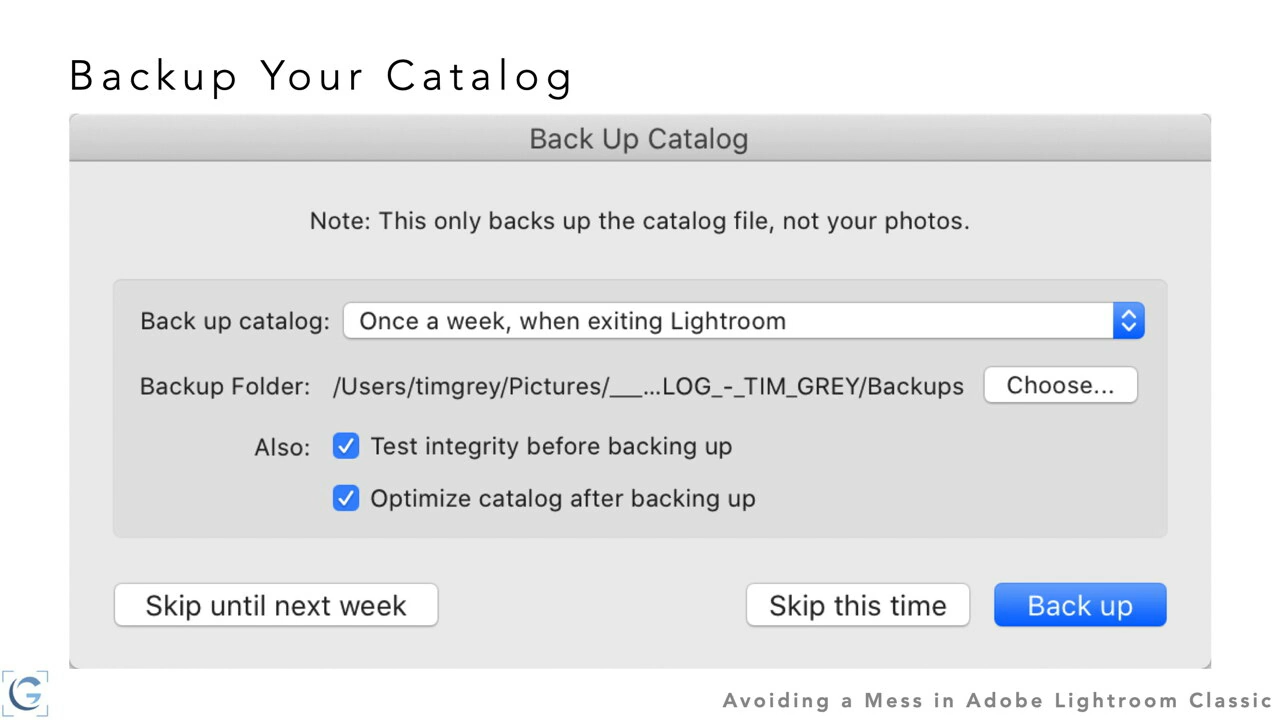 Backup Your Catalog
Back Up Catalog
Note: This only backs up the catalog file, not your photos.
Back up catalog: Once a week, when exiting Lightroom
Backup Folder: /Users/timgrey/Pictures/___...LOG_-_TIM_GREY/Backups Choose...
Also: Test integrity before backing up
Optimize catalog after backing up
Skip until next week Skip this time Back up
G
Avoiding a Mess in Adobe Lightroom Classic